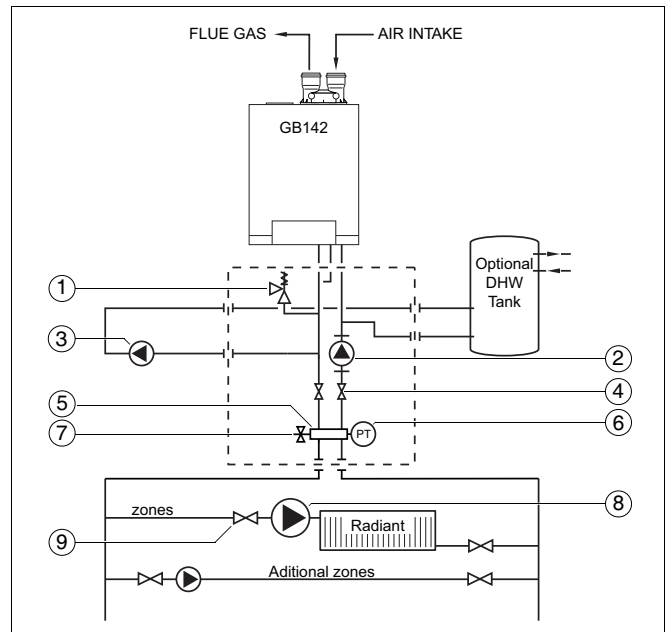 FLUE GAS AIR INTAKE
GB142
Optional
DHW
Tank
1
3
2
4
5
7
6
PT
8
zones
Radiant
9
Aditional zones